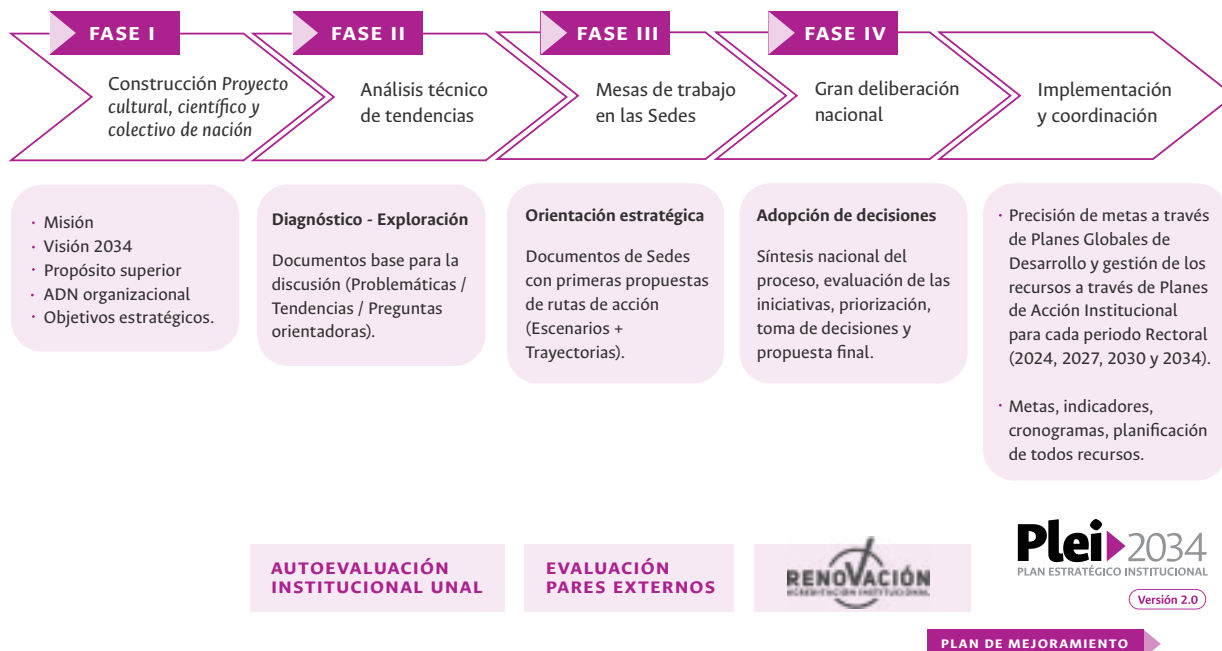 FASE I
Construcción Proyecto
cultural, científico y
colectivo de nación
FASE II
Análisis técnico
de tendencias
FASE III
Mesas de trabajo
en las Sedes
FASE IV
Gran deliberación
nacional
Implementación
y coordinación
· Misión
· Visión 2034
· Propósito superior
· ADN organizacional
· Objetivos estratégicos.
Diagnóstico - Exploración
Documentos base para la
discusión (Problemáticas /
Tendencias / Preguntas
orientadoras).
Orientación estratégica
Documentos de Sedes
con primeras propuestas
de rutas de acción
(Escenarios +
Trayectorias).
Adopción de decisiones
Síntesis nacional del
proceso, evaluación de las
iniciativas, priorización,
toma de decisiones y
propuesta final.
· Precisión de metas a través
de Planes Globales de
Desarrollo y gestión de los
recursos a través de Planes
de Acción Institucional
para cada periodo Rectoral
(2024, 2027, 2030 y 2034).
· Metas, indicadores,
cronogramas, planificación
de todos recursos.
AUTOEVALUACIÓN
INSTITUCIONAL UNAL
EVALUACIÓN
PARES EXTERNOS
RENOVACIÓN
ACREDITACIÓN INSTITUCIONAL
Plei 2034
PLAN ESTRATÉGICO INSTITUCIONAL
Versión 2.0
PLAN DE MEJORAMIENTO